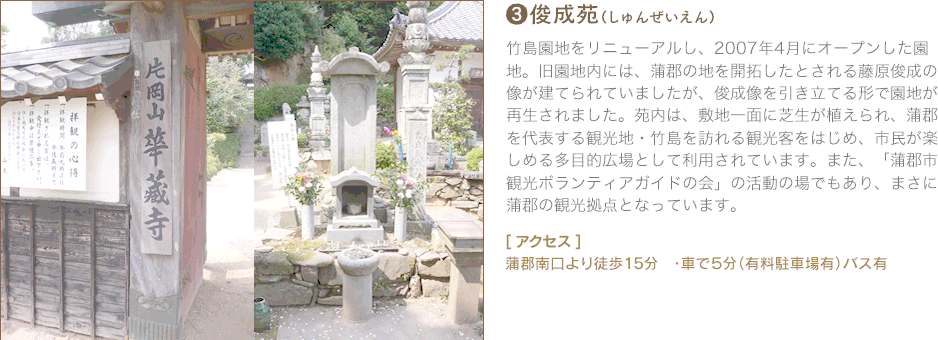 片岡山 華蔵寺
拝観の心得
❸俊成苑(しゅんぜいえん)
竹島園地をリニューアルし、2007年4月にオープンした園
地。旧園地内には、蒲郡の地を開拓したとされる藤原俊成の
像が建てられていましたが、俊成像を引き立てる形で園地が
再生されました。苑内は、敷地一面に芝生が植えられ、蒲郡
を代表する観光地・竹島を訪れる観光客をはじめ、市民が楽
しめる多目的広場として利用されています。また、「蒲郡市
観光ボランティアガイドの会」の活動の場でもあり、まさに
蒲郡の観光拠点となっています。
[ アクセス ]
蒲郡南口より徒歩15分　・車で5分(有料駐車場有)バス有